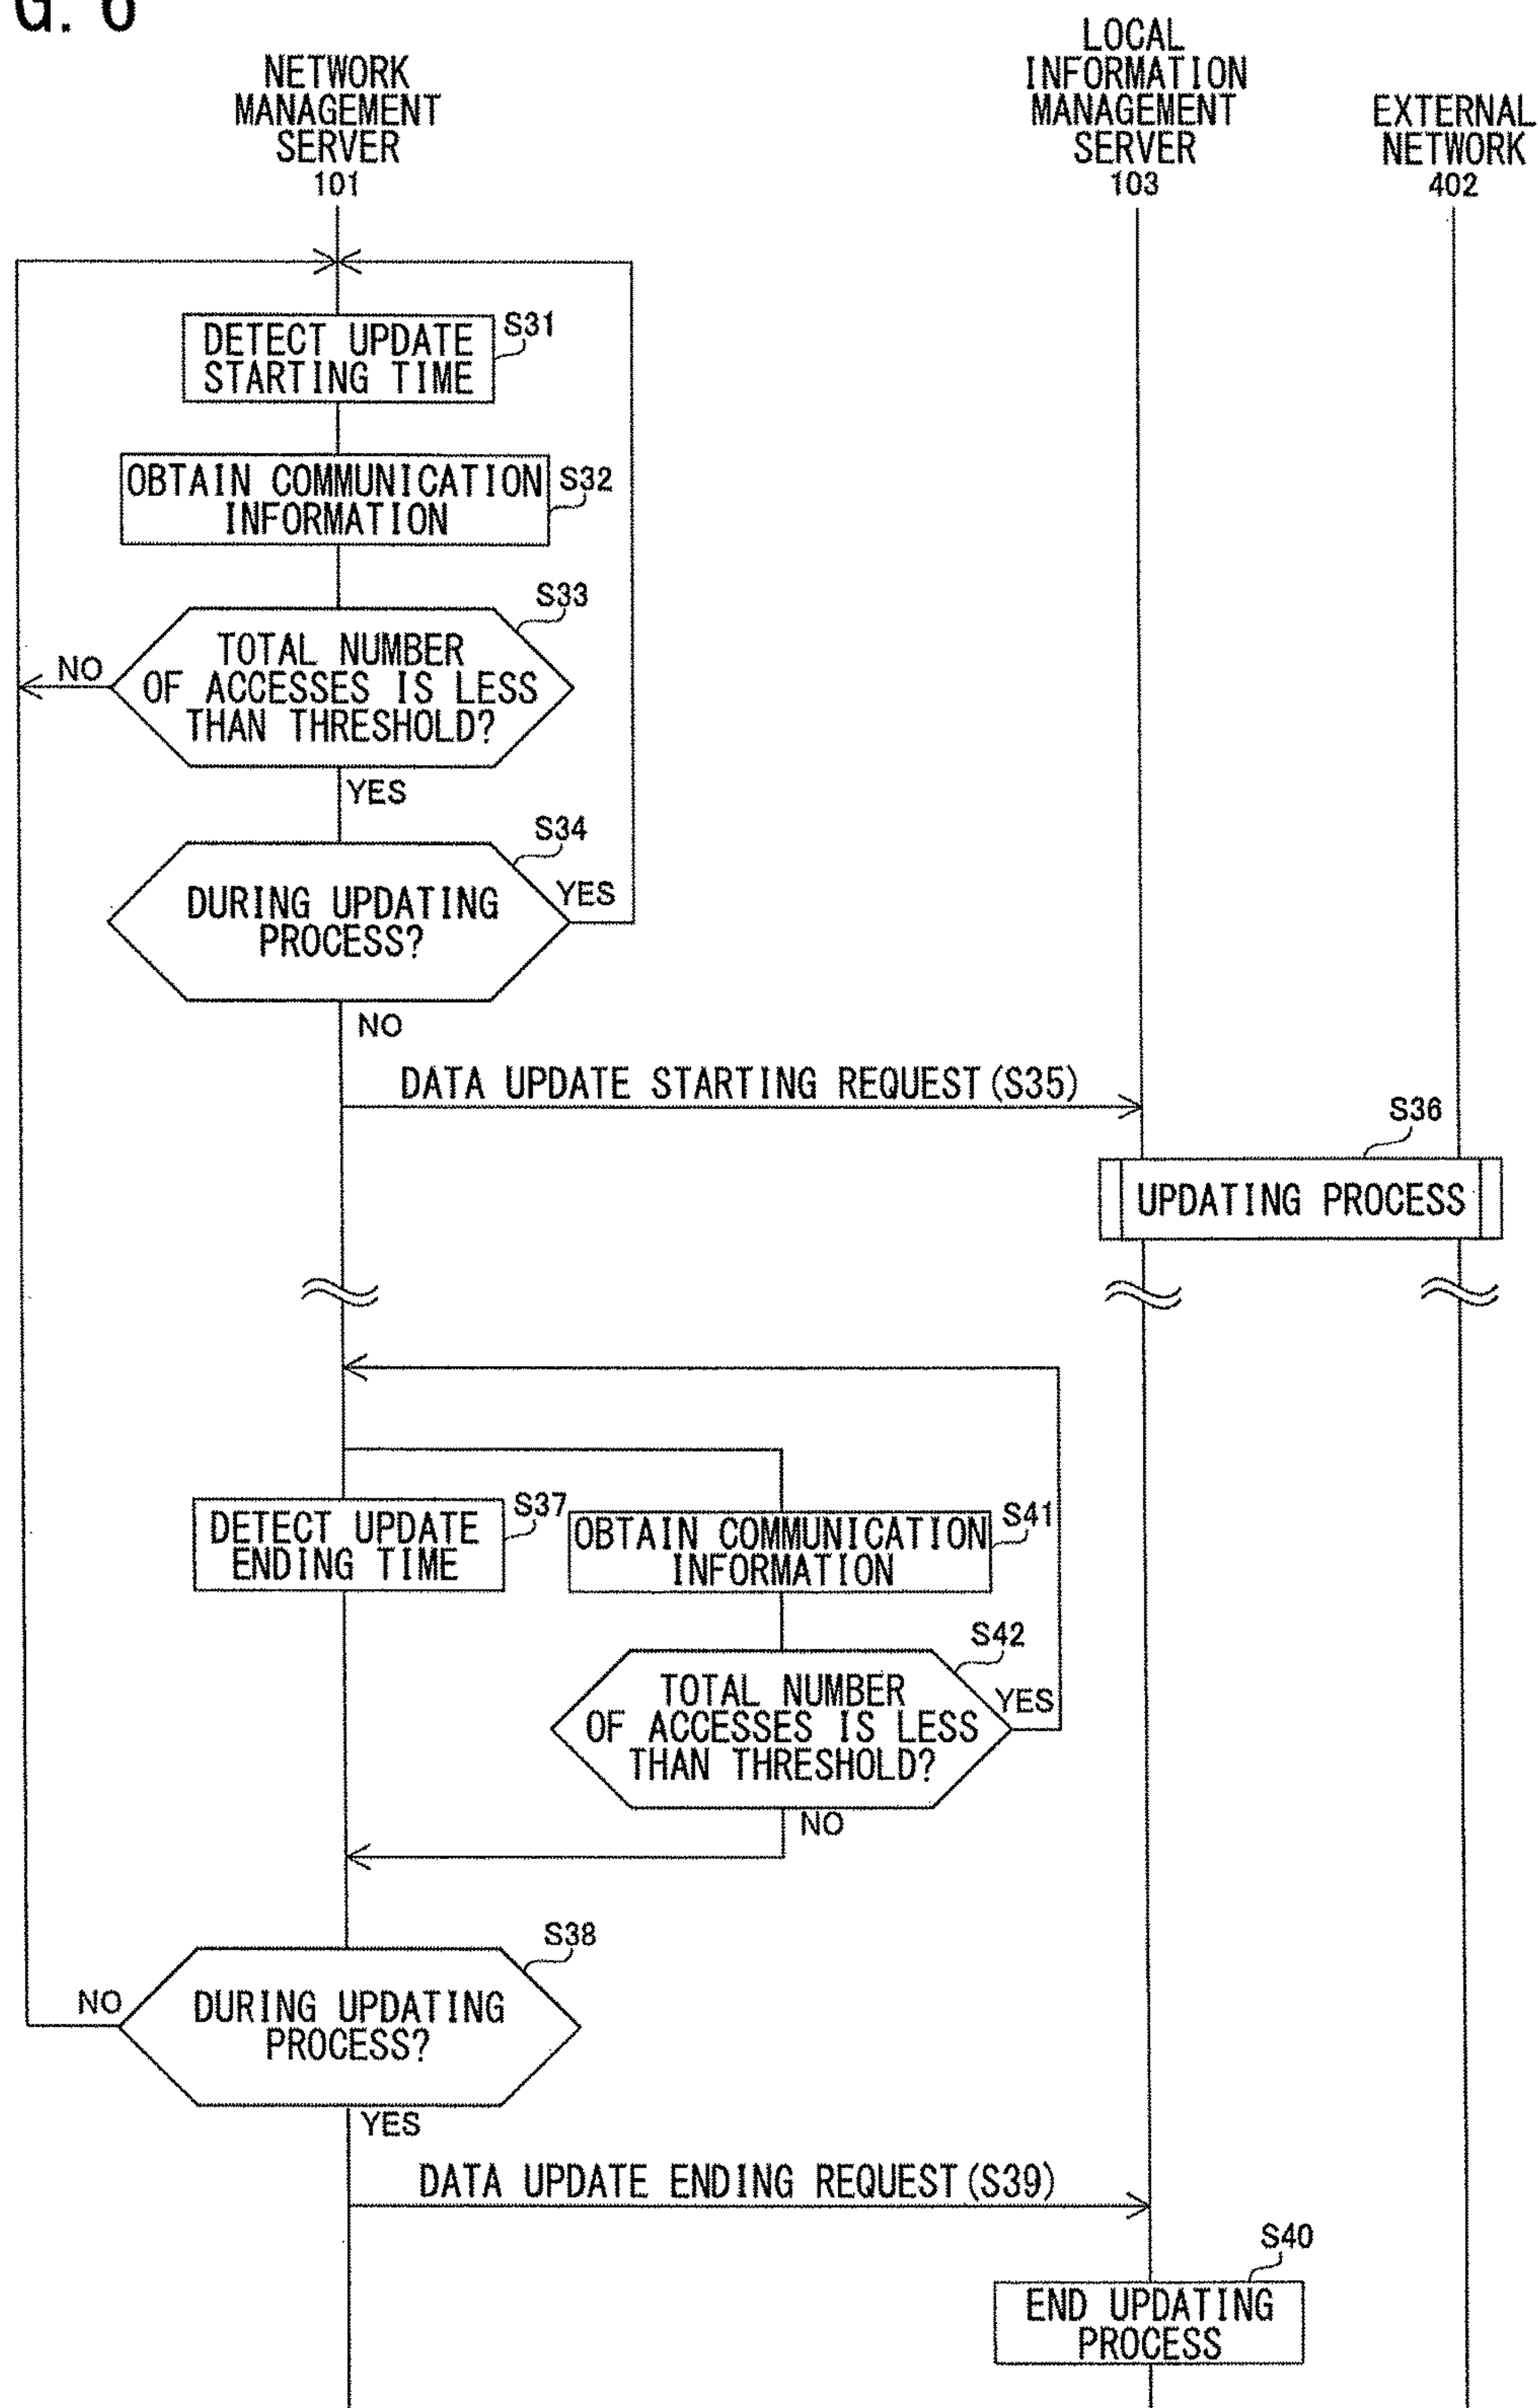 G. 6
NETWORK
MANAGEMENT
SERVER
101
LOCAL
INFORMATION
MANAGEMENT
SERVER
103
EXTERNAL
NETWORK
402
DETECT UPDATE
STARTING TIME
S31
OBTAIN COMMUNICATION
INFORMATION
S32
S33
TOTAL NUMBER
OF ACCESSES IS LESS
THAN THRESHOLD?
NO
YES
S34
DURING UPDATING
PROCESS?
YES
NO
DATA UPDATE STARTING REQUEST(S35)
S36
UPDATING PROCESS
DETECT UPDATE
ENDING TIME
S37
OBTAIN COMMUNICATION
INFORMATION
S41
S42
TOTAL NUMBER
OF ACCESSES IS LESS
THAN THRESHOLD?
YES
NO
S38
DURING UPDATING
PROCESS?
NO
YES
DATA UPDATE ENDING REQUEST(S39)
S40
END UPDATING
PROCESS